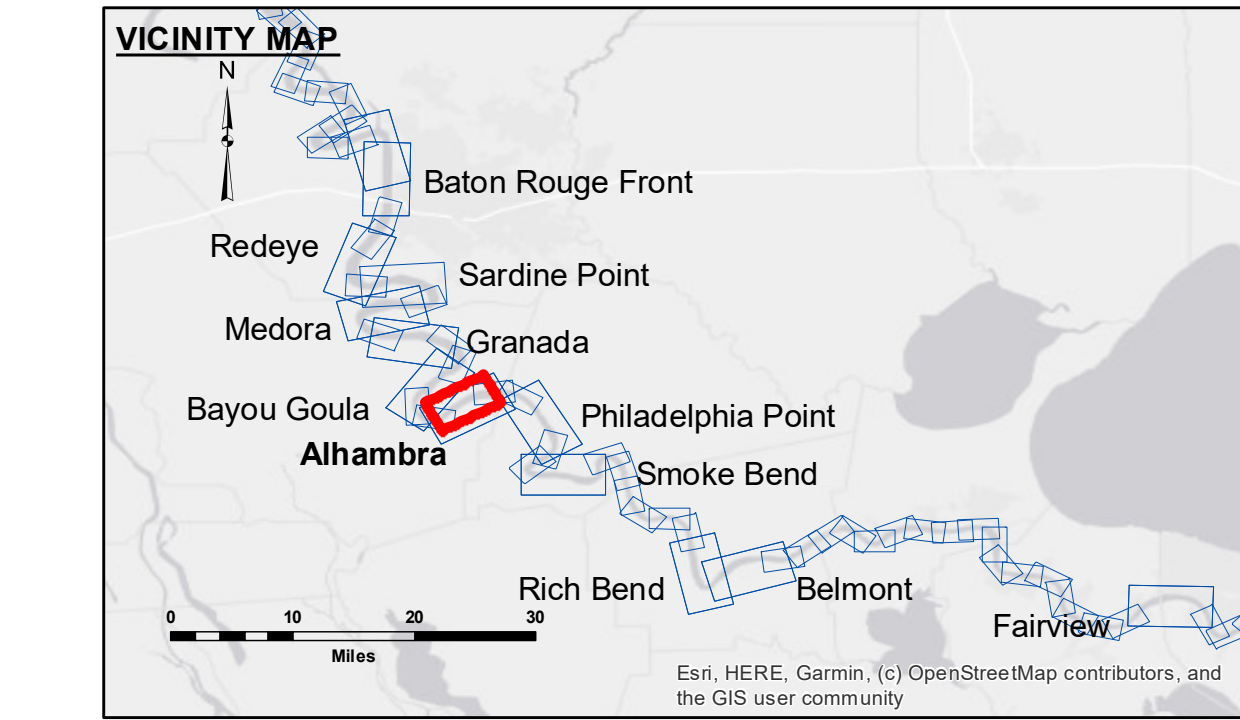 VICINITY MAP
N
Baton Rouge Front
Redeye
Sardine Point
Medora
Granada
Bayou Goula
Philadelphia Point
Alhambra
Smoke Bend
Rich Bend
Belmont
Fairview
0 10 20 30
Miles
Esri, HERE, Garmin, (c) OpenStreetMap contributors, and
the GIS user community